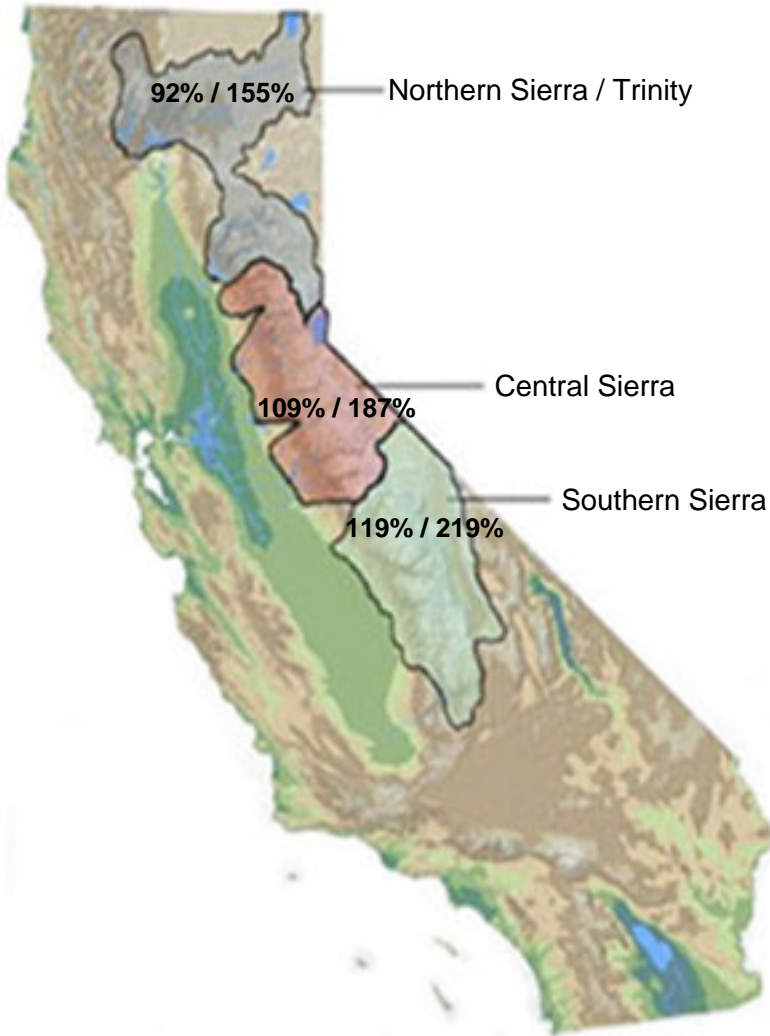 92% / 155%
Northern Sierra / Trinity
Central Sierra
109% / 187%
Southern Sierra
119% / 219%